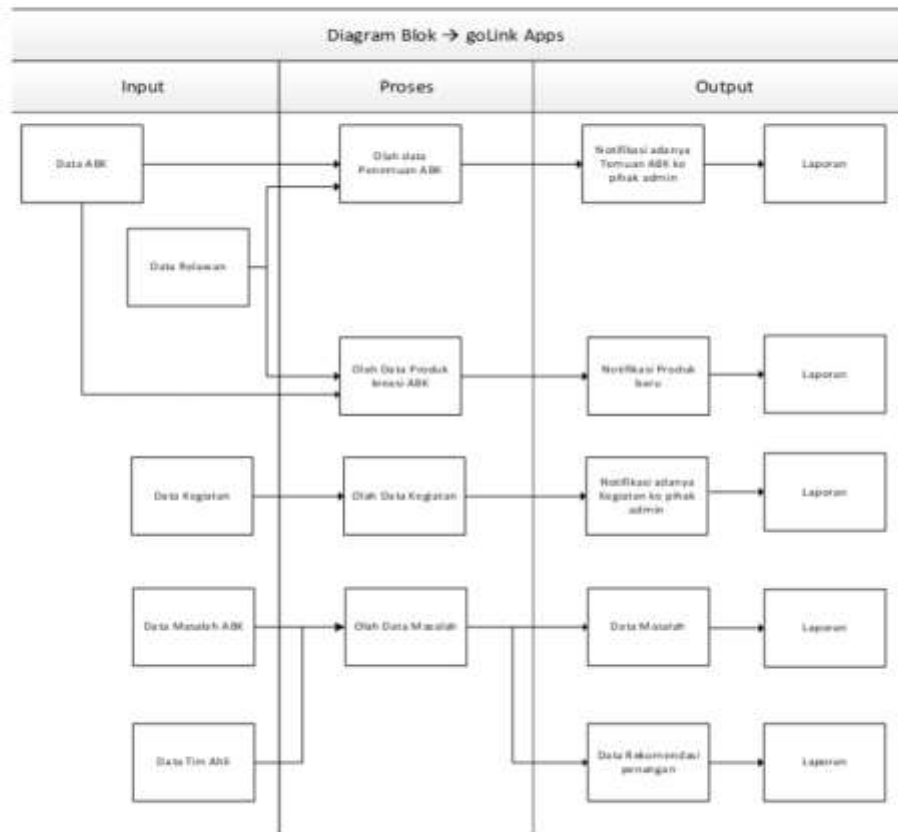 Diagram Blok → goLink Apps
Input
Proses
Output
Data ABK
Olah data
Penemuan ABK
Notifikasi adanya
Temuan ABK ke
pihak admin
Laporan
Data Relawan
Olah Data Produk
kreasi ABK
Notifikasi Produk
baru
Laporan
Data Kegiatan
Olah Data Kegiatan
Notifikasi adanya
Kegiatan ke pihak
admin
Laporan
Data Masalah ABK
Olah Data Masalah
Data Masalah
Laporan
Data Tim Ahli
Data Rekomendasi
penangan
Laporan